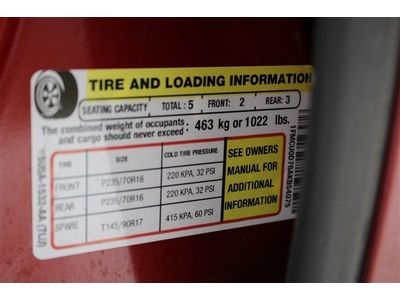 TIRE AND LOADING INFORMATION
SEATING CAPACITY TOTAL: 5 FRONT: 2 REAR: 3
The combined weight of occupants and cargo should never exceed: 463 kg or 1022 lbs.
TIRE SIZE COLD TIRE PRESSURE
FRONT P235/70R16 220 KPA, 32 PSI
REAR P235/70R16 220 KPA, 32 PSI
SPARE T145/90R17 415 KPA, 60 PSI
SEE OWNERS
MANUAL FOR
ADDITIONAL
INFORMATION
1FMCU0D76AKB54075